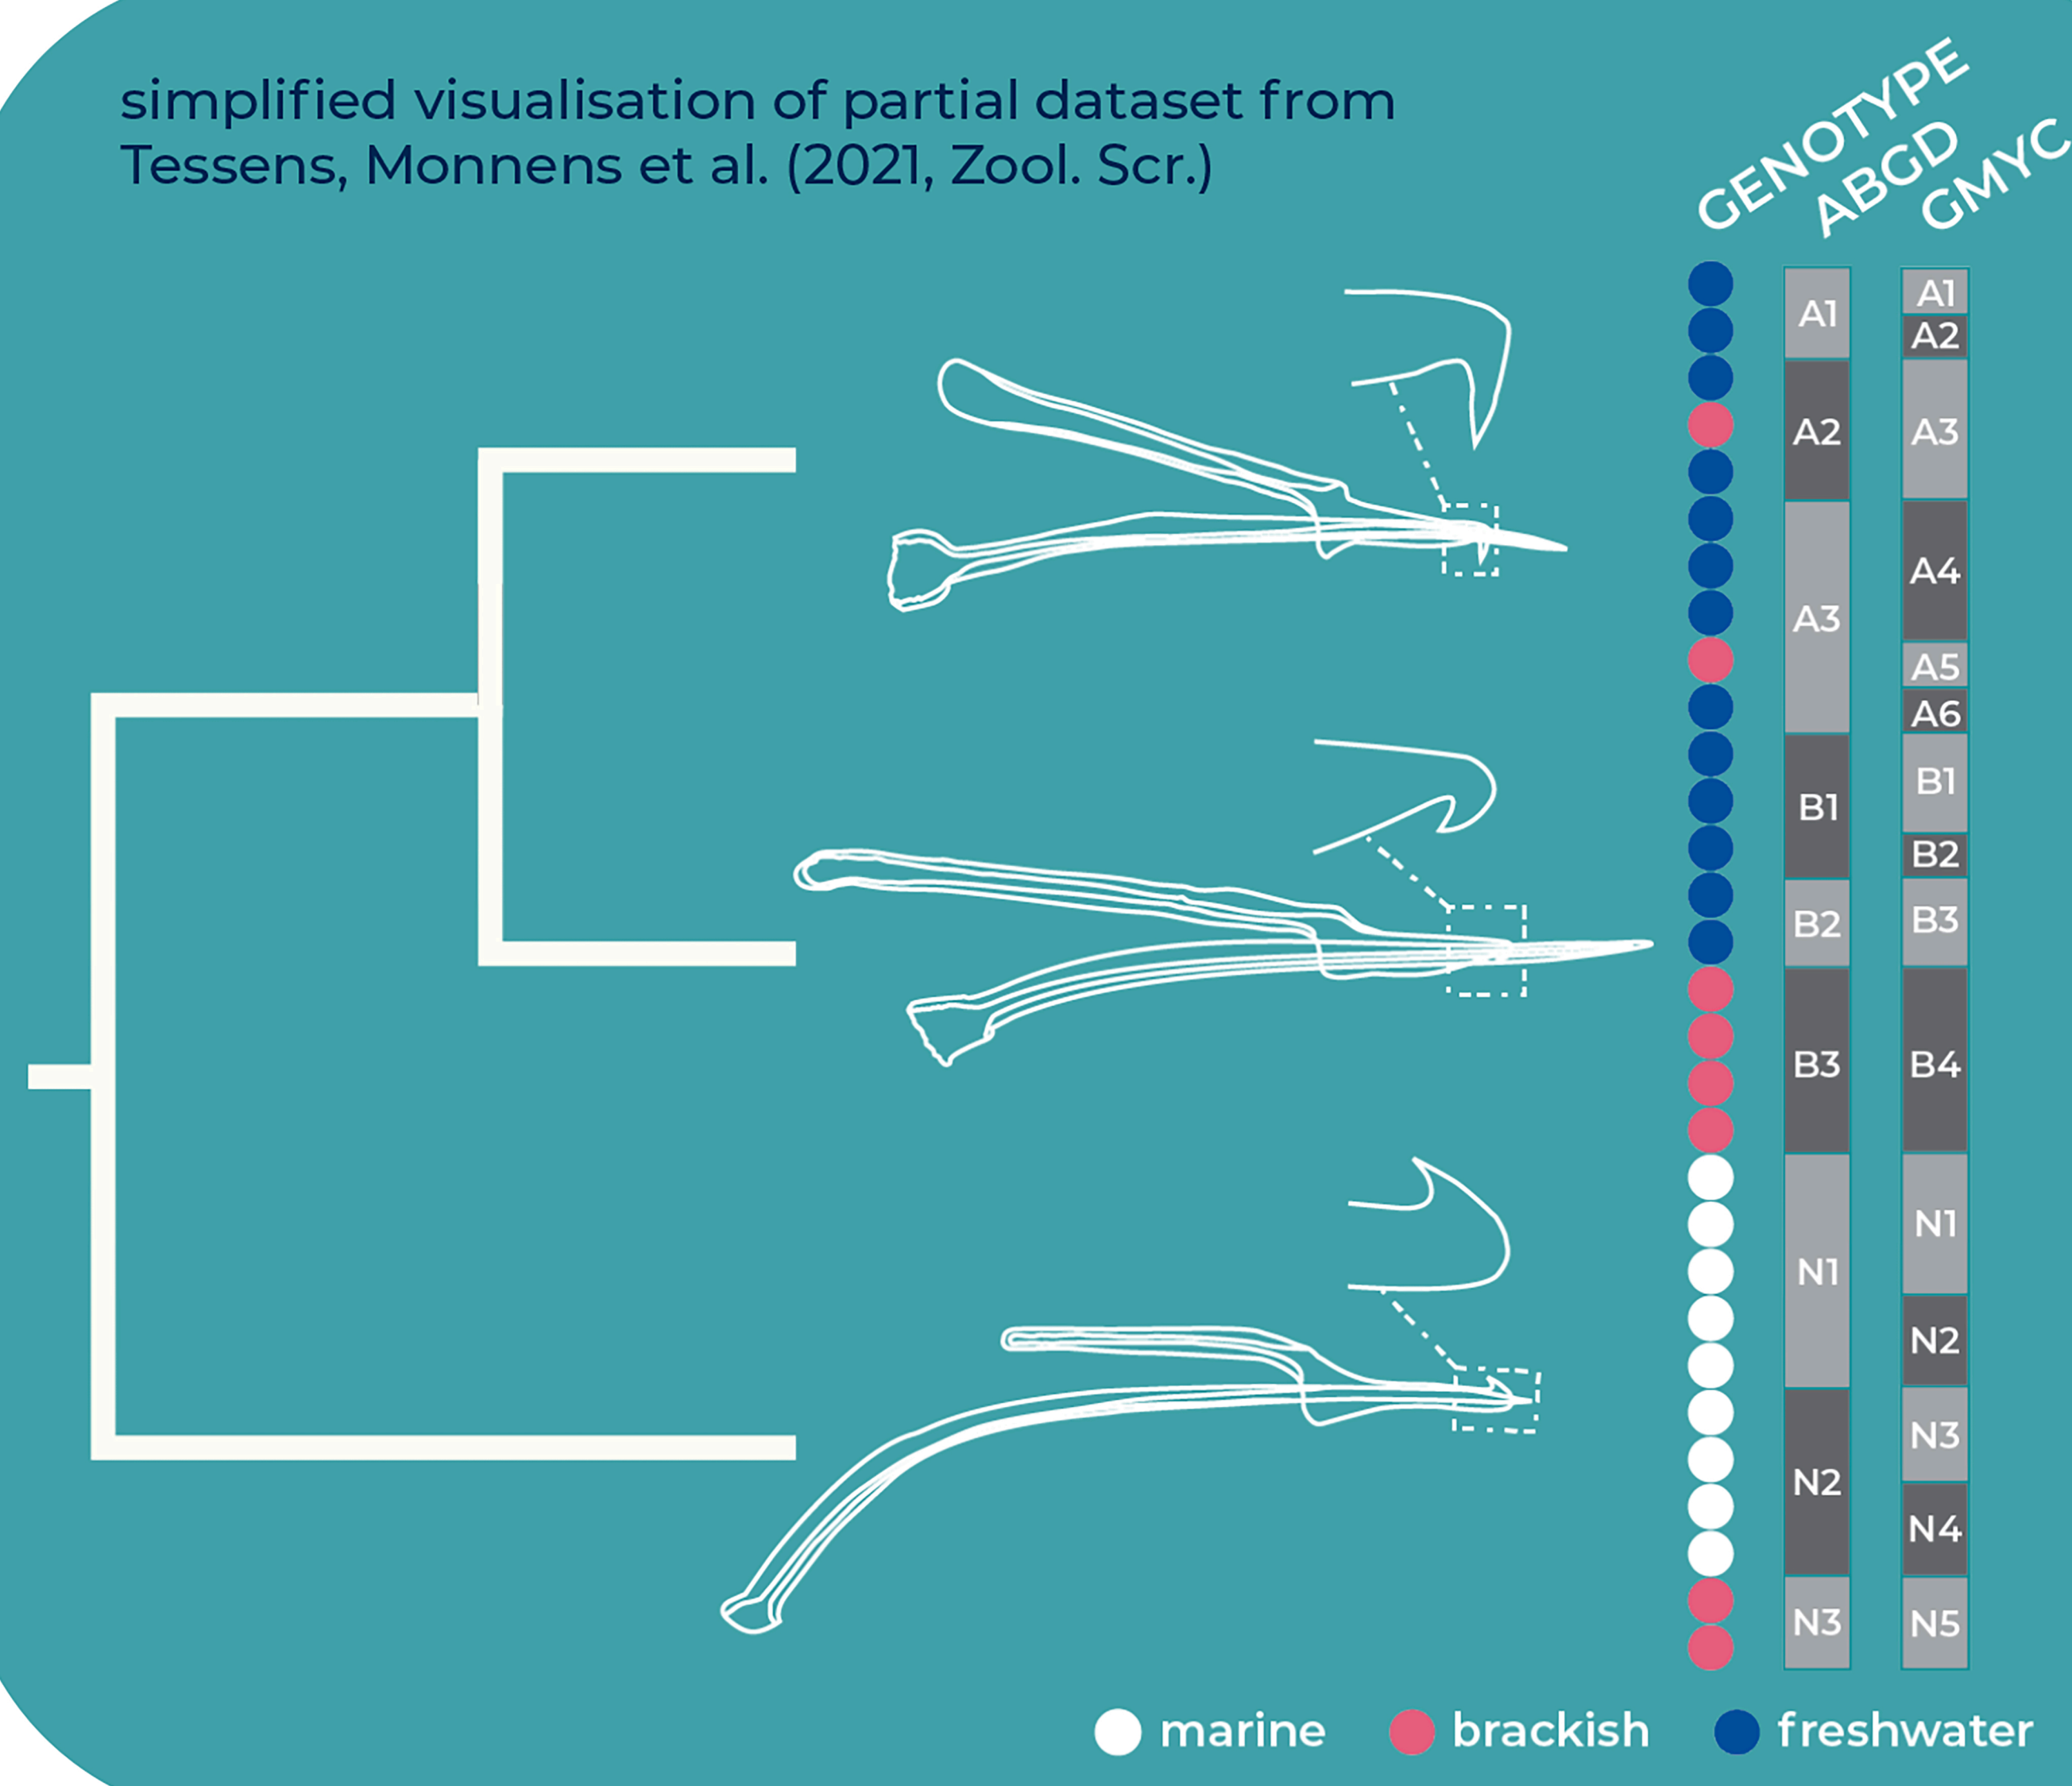 simplified visualisation of partial dataset from
Tessens, Monnens et al. (2021, Zool. Scr.)
GENOTYPE
ABGD
GMYC
A1
A2
A3
B1
B2
B3
N1
N2
N3
A1
A2
A3
A4
A5
A6
B1
B2
B3
B4
N1
N2
N3
N4
N5
marine brackish freshwater